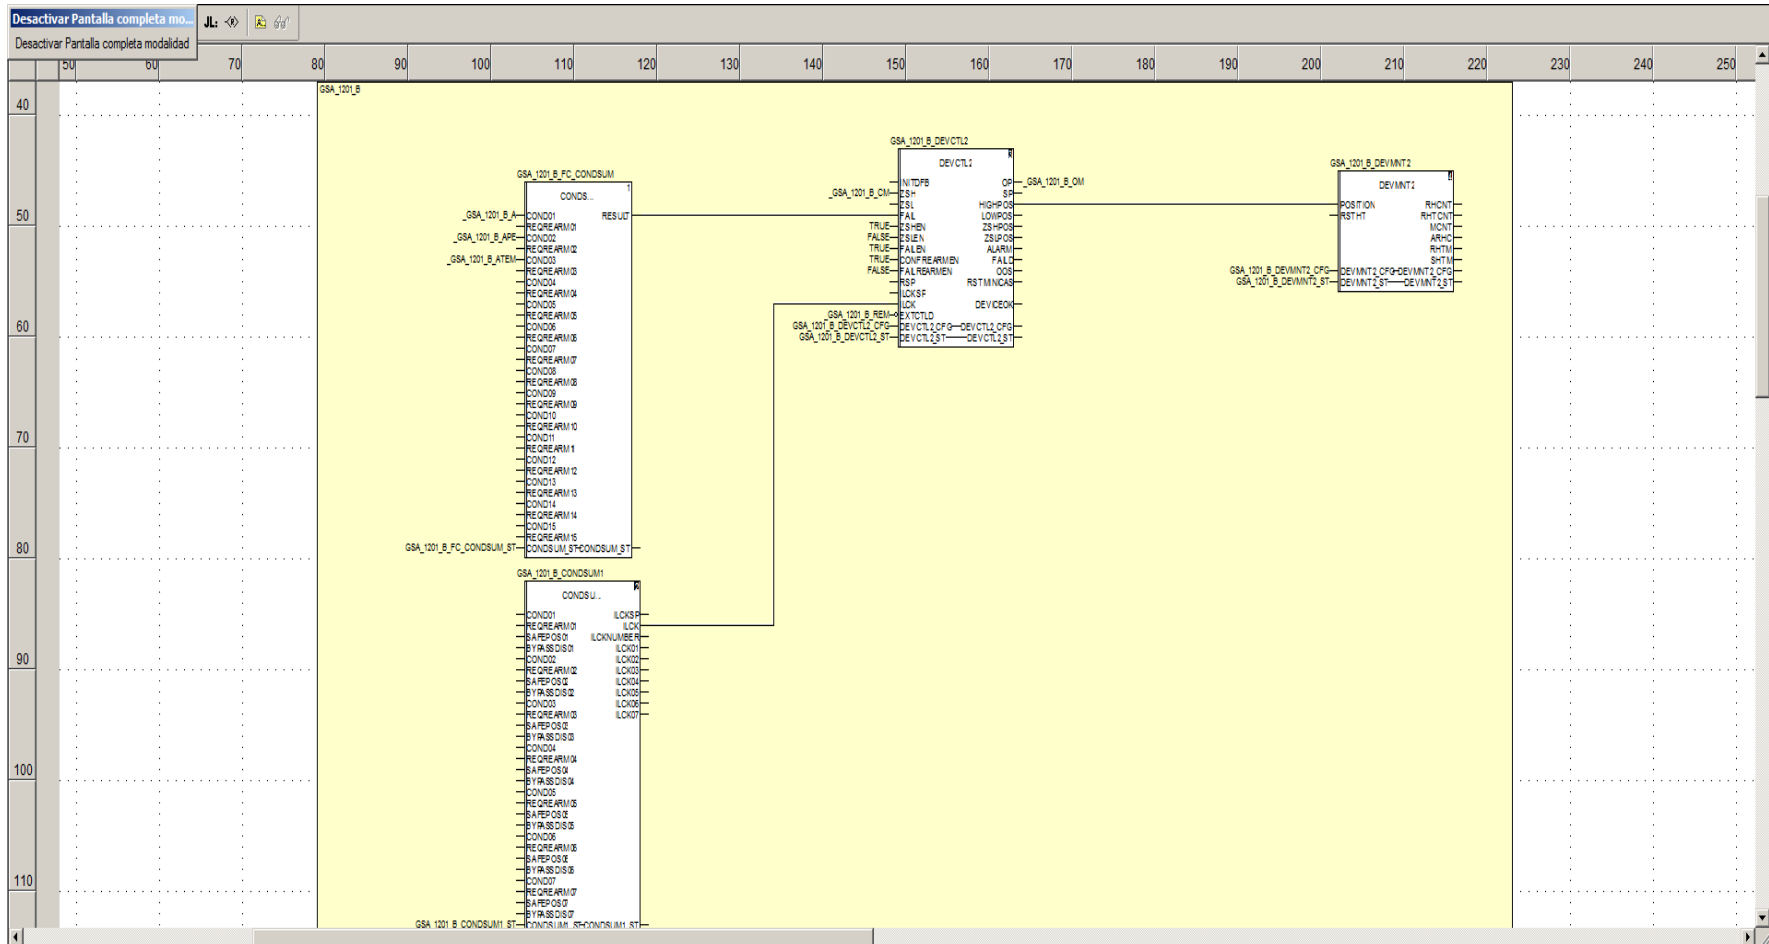 Desactivar Pantalla completa mo...
JL:
Desactivar Pantalla completa modalidad
50 60 70 80 90 100 110 120 130 140 150 160 170 180 190 200 210 220 230 240 250
40
50
60
70
80
90
100
110
GSA_1201_B
GSA_1201_B_FC_CONDSUM
1
CONDS...
_GSA_1201_B_A COND01 RESULT
REQREARM01
_GSA_1201_B_APE COND02
REQREARM02
_GSA_1201_B_ATEM COND03
REQREARM03
COND04
REQREARM04
COND05
REQREARM05
COND06
REQREARM06
COND07
REQREARM07
COND08
REQREARM08
COND09
REQREARM09
COND10
REQREARM10
COND11
REQREARM11
COND12
REQREARM12
COND13
REQREARM13
COND14
REQREARM14
COND15
REQREARM15
GSA_1201_B_FC_CONDSUM_ST CONDSUM_ST CONDSUM_ST
GSA_1201_B_CONDSUM1
CONDSU...
COND01 ILCKSP
REQREARM01 ILCK
SAFEPOS01 ILCKNUMBER
BYPASSDIS01 ILCK01
COND02 ILCK02
REQREARM02 ILCK03
SAFEPOS02 ILCK04
BYPASSDIS02 ILCK05
COND03 ILCK06
REQREARM03 ILCK07
SAFEPOS03
BYPASSDIS03
COND04
REQREARM04
SAFEPOS04
BYPASSDIS04
COND05
REQREARM05
SAFEPOS05
BYPASSDIS05
COND06
REQREARM06
SAFEPOS06
BYPASSDIS06
COND07
REQREARM07
SAFEPOS07
BYPASSDIS07
GSA_1201_B_CONDSUM1_ST CONDSUM1_ST CONDSUM1_ST
GSA_1201_B_DEVCTL2
DEVCTL2
INITDFB OP _GSA_1201_B_OM
_GSA_1201_B_CM ZSH SP
ZSL HIGHPOS
FAIL LOWPOS
TRUE ZSHEN ZSHPOS
FALSE ZSLEN ZSLPOS
TRUE FAILEN ALARM
TRUE CONFREARMEN FAILD
FALSE FAILREARMEN OOS
RSP RSTMINCAS
ILCKSP
ILCK DEVICEOK
_GSA_1201_B_REM EXTCTLD
GSA_1201_B_DEVCTL2_CFG DEVCTL2_CFG DEVCTL2_CFG
GSA_1201_B_DEVCTL2_ST DEVCTL2_ST DEVCTL2_ST
GSA_1201_B_DEVMNT2
DEVMNT2
POSITION RHCNT
RSTHT RHTCNT
MCNT
ARHC
RHTM
SHTM
GSA_1201_B_DEVMNT2_CFG DEVMNT2_CFG DEVMNT2_CFG
GSA_1201_B_DEVMNT2_ST DEVMNT2_ST DEVMNT2_ST